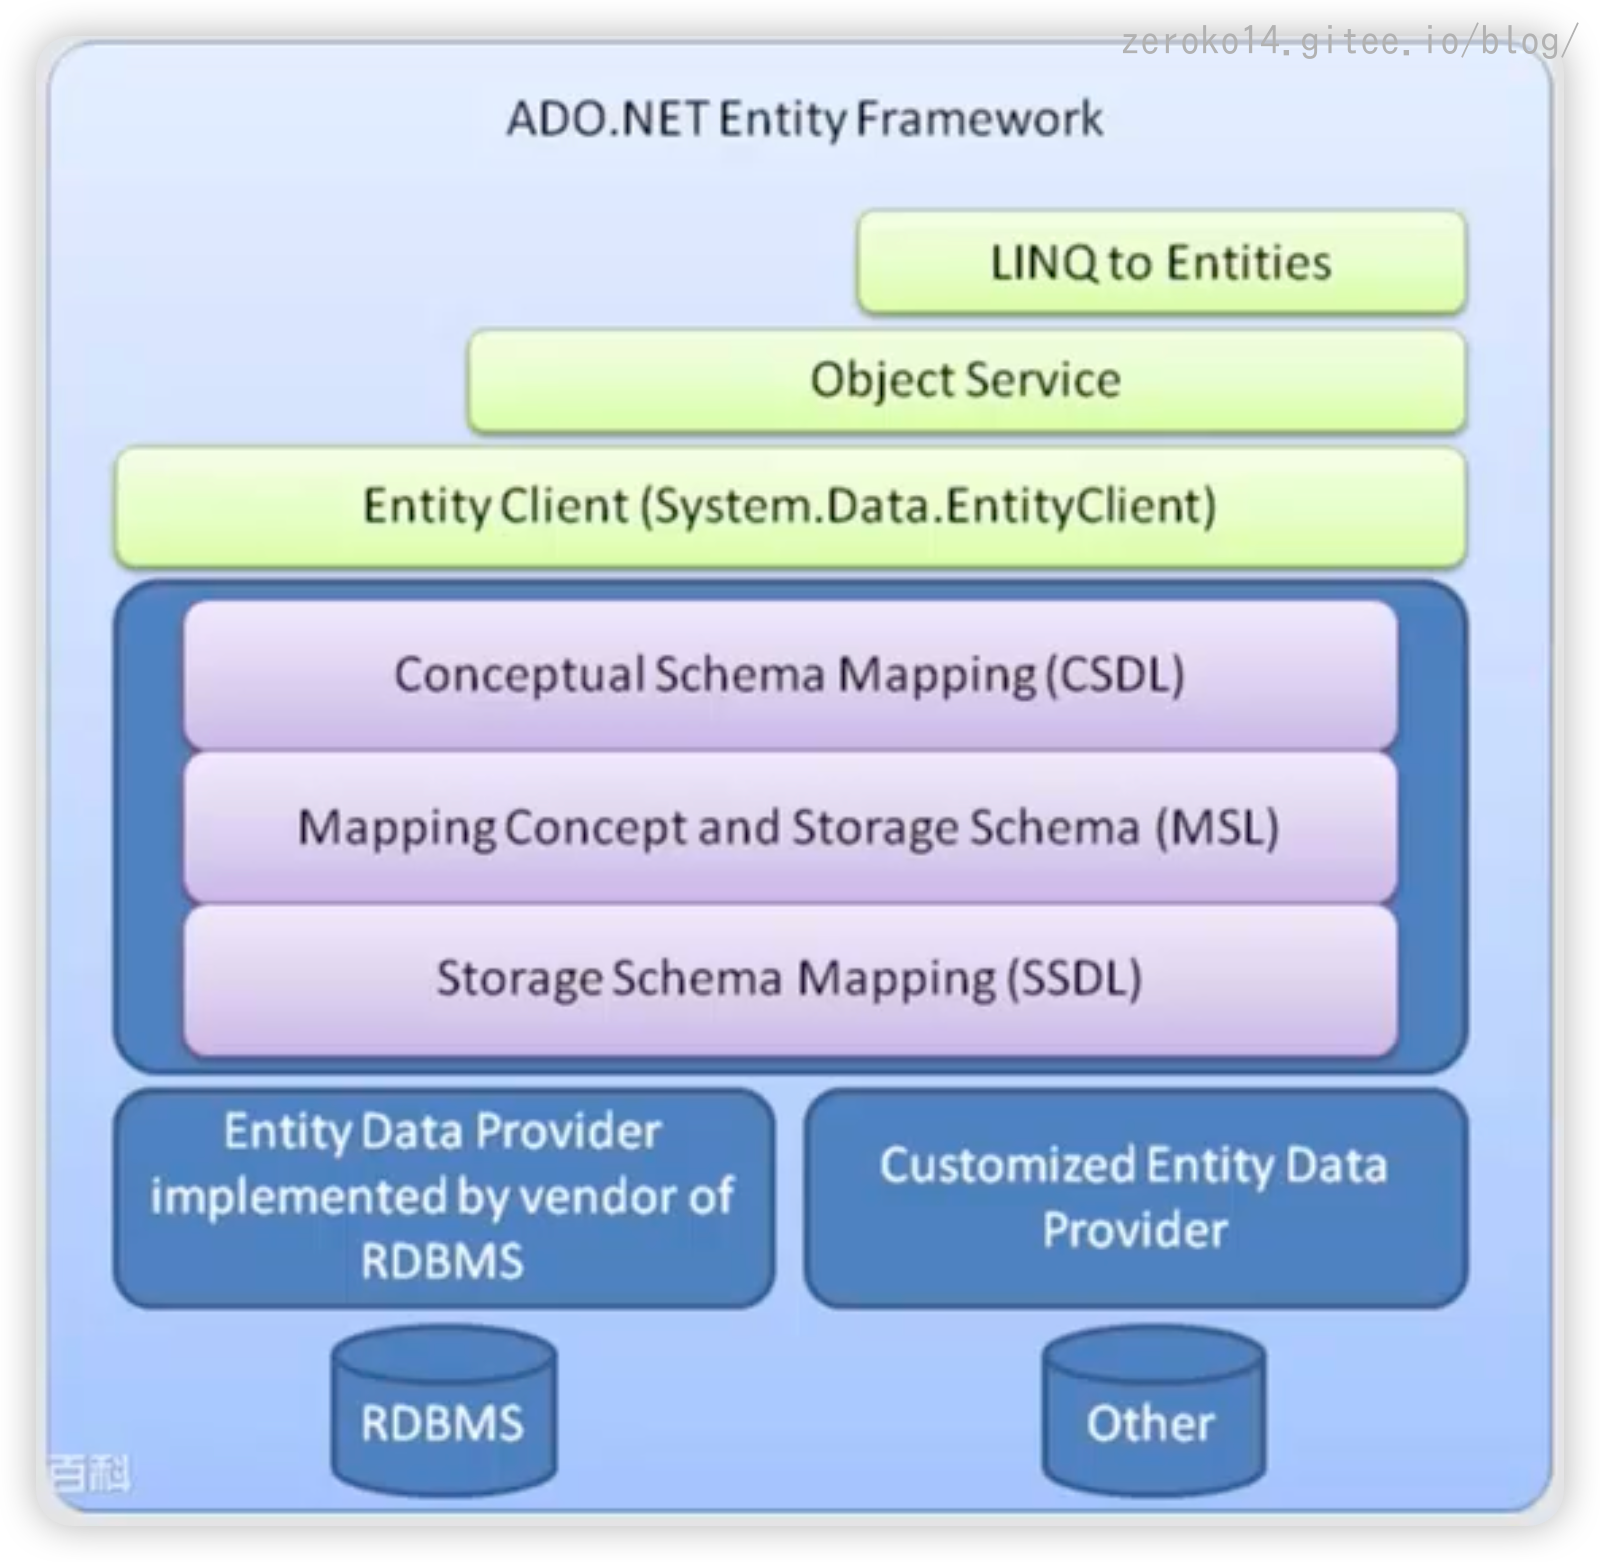 zeroko14.gitee.io/blog/
ADO.NET Entity Framework
LINQ to Entities
Object Service
Entity Client (System.Data.EntityClient)
Conceptual Schema Mapping (CSDL)
Mapping Concept and Storage Schema (MSL)
Storage Schema Mapping (SSDL)
Entity Data Provider
implemented by vendor of
RDBMS
Customized Entity Data
Provider
RDBMS
Other
百科